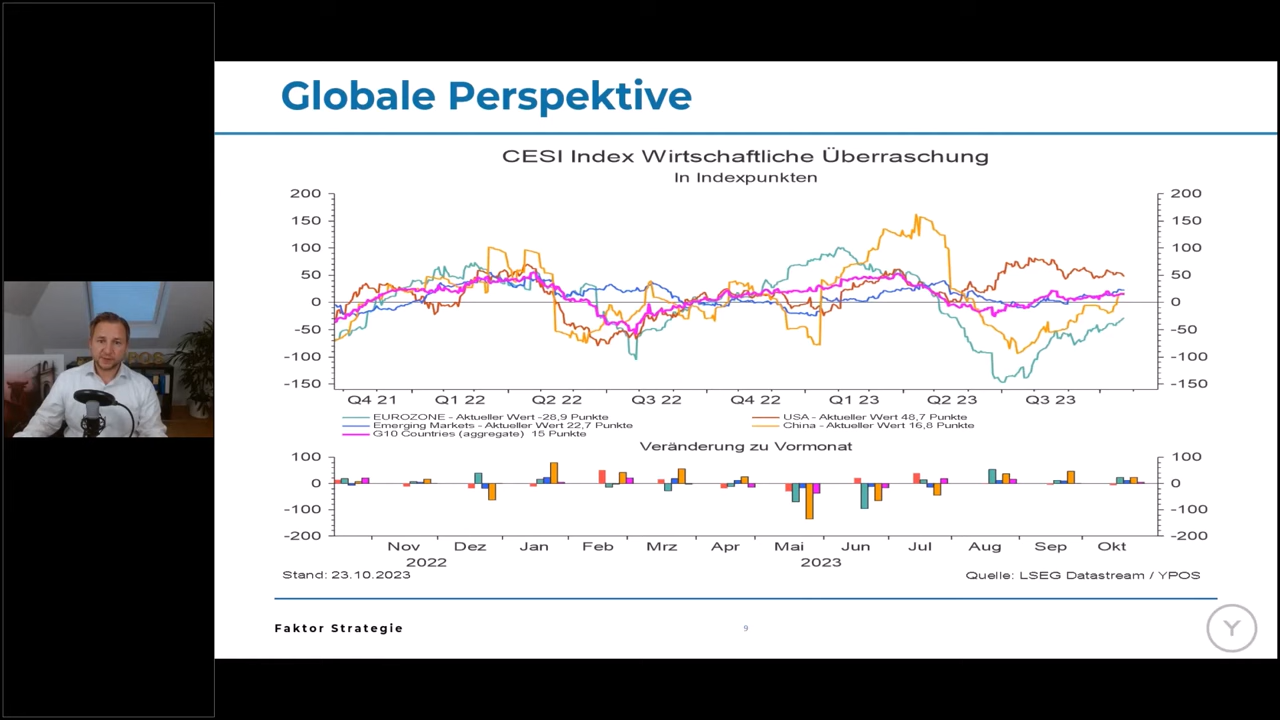 Globale Perspektive
CESI Index Wirtschaftliche Überraschung
In Indexpunkten
200 200
150 150
100 100
50 50
0 0
-50 -50
-100 -100
-150 -150
Q4 21 Q1 22 Q2 22 Q3 22 Q4 22 Q1 23 Q2 23 Q3 23
EUROZONE - Aktueller Wert -28,9 Punkte USA - Aktueller Wert 48,7 Punkte
Emerging Markets - Aktueller Wert 22,7 Punkte China - Aktueller Wert 16,8 Punkte
G10 Countries (aggregate) 15 Punkte
Veränderung zu Vormonat
100 100
0 0
-100 -100
-200 -200
Nov Dez Jan Feb Mrz Apr Mai Jun Jul Aug Sep Okt
2022 2023
Stand: 23.10.2023 Quelle: LSEG Datastream / YPOS
Faktor Strategie 9 Y